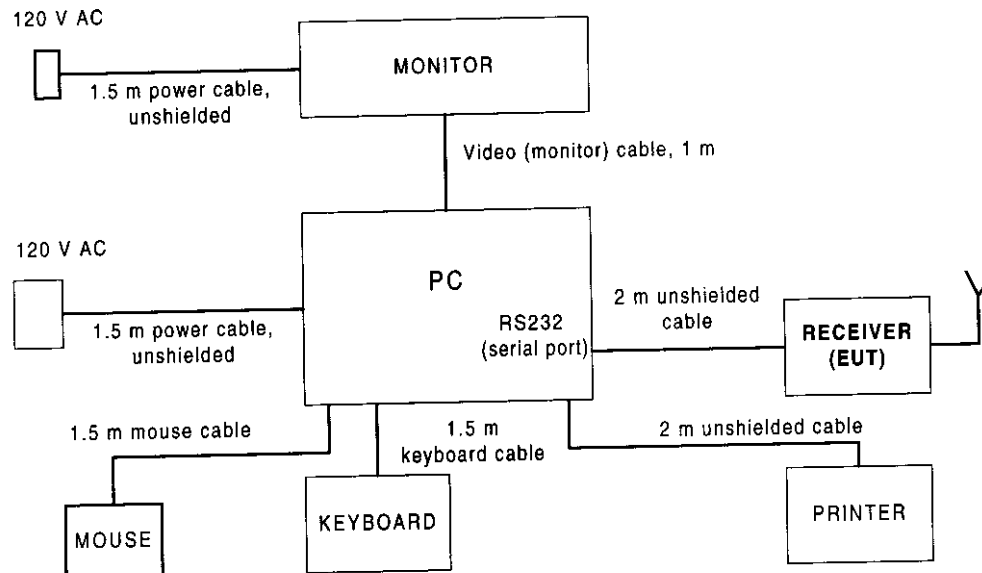 120 V AC
MONITOR
1.5 m power cable,
unshielded
Video (monitor) cable, 1 m
120 V AC
PC
1.5 m power cable,
unshielded
RS232
(serial port)
2 m unshielded
cable
RECEIVER
(EUT)
1.5 m mouse cable
1.5 m
keyboard cable
2 m unshielded cable
MOUSE
KEYBOARD
PRINTER